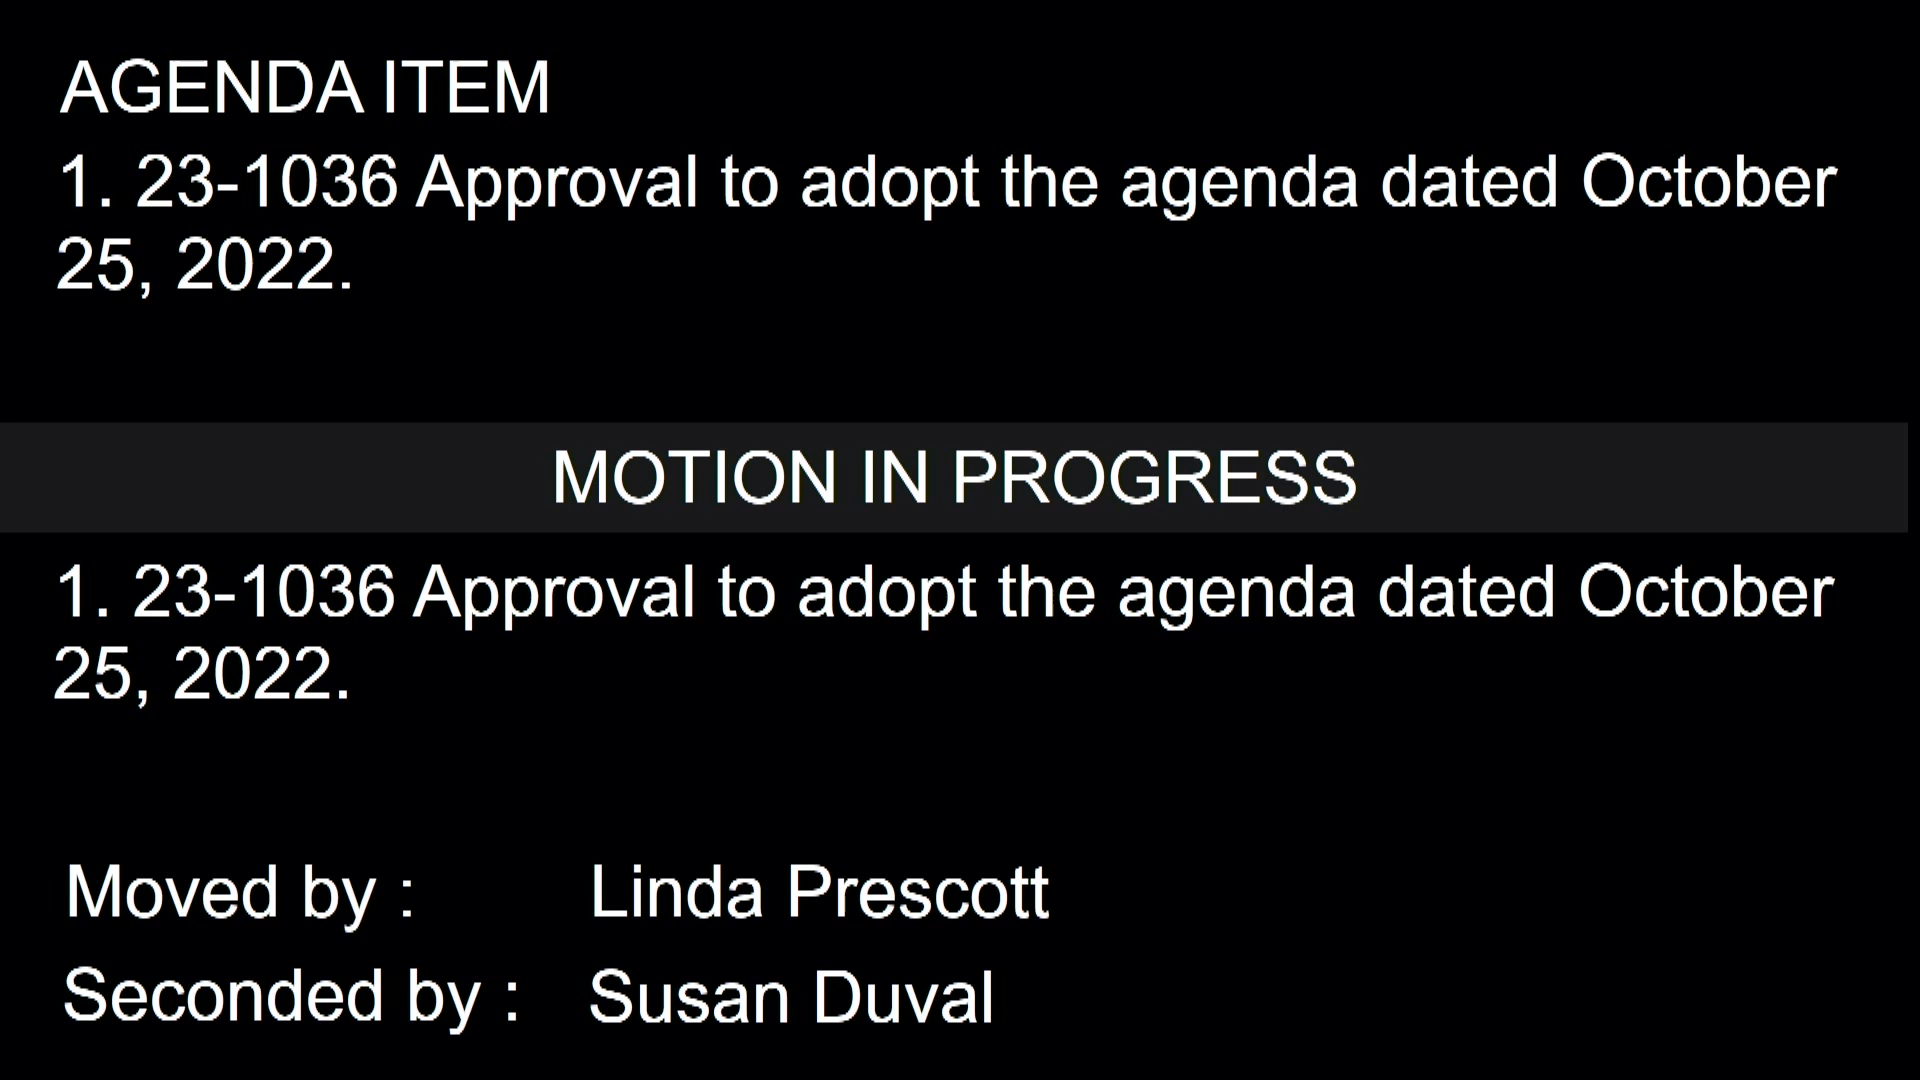 AGENDA ITEM
1. 23-1036 Approval to adopt the agenda dated October
25, 2022.
MOTION IN PROGRESS
1. 23-1036 Approval to adopt the agenda dated October
25, 2022.
Moved by : Linda Prescott
Seconded by : Susan Duval